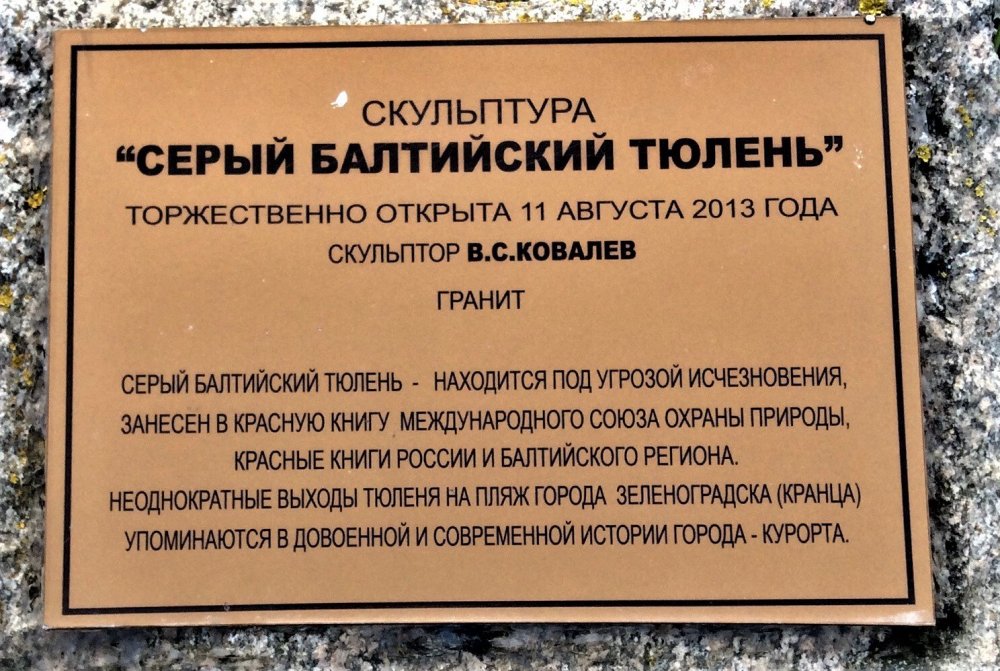 СКУЛЬПТУРА
“СЕРЫЙ БАЛТИЙСКИЙ ТЮЛЕНЬ”
ТОРЖЕСТВЕННО ОТКРЫТА 11 АВГУСТА 2013 ГОДА
СКУЛЬПТОР В.С.КОВАЛЕВ
ГРАНИТ
СЕРЫЙ БАЛТИЙСКИЙ ТЮЛЕНЬ - НАХОДИТСЯ ПОД УГРОЗОЙ ИСЧЕЗНОВЕНИЯ,
ЗАНЕСЕН В КРАСНУЮ КНИГУ МЕЖДУНАРОДНОГО СОЮЗА ОХРАНЫ ПРИРОДЫ,
КРАСНЫЕ КНИГИ РОССИИ И БАЛТИЙСКОГО РЕГИОНА.
НЕОДНОКРАТНЫЕ ВЫХОДЫ ТЮЛЕНЯ НА ПЛЯЖ ГОРОДА ЗЕЛЕНОГРАДСКА (КРАНЦА)
УПОМИНАЮТСЯ В ДОВОЕННОЙ И СОВРЕМЕННОЙ ИСТОРИИ ГОРОДА - КУРОРТА.